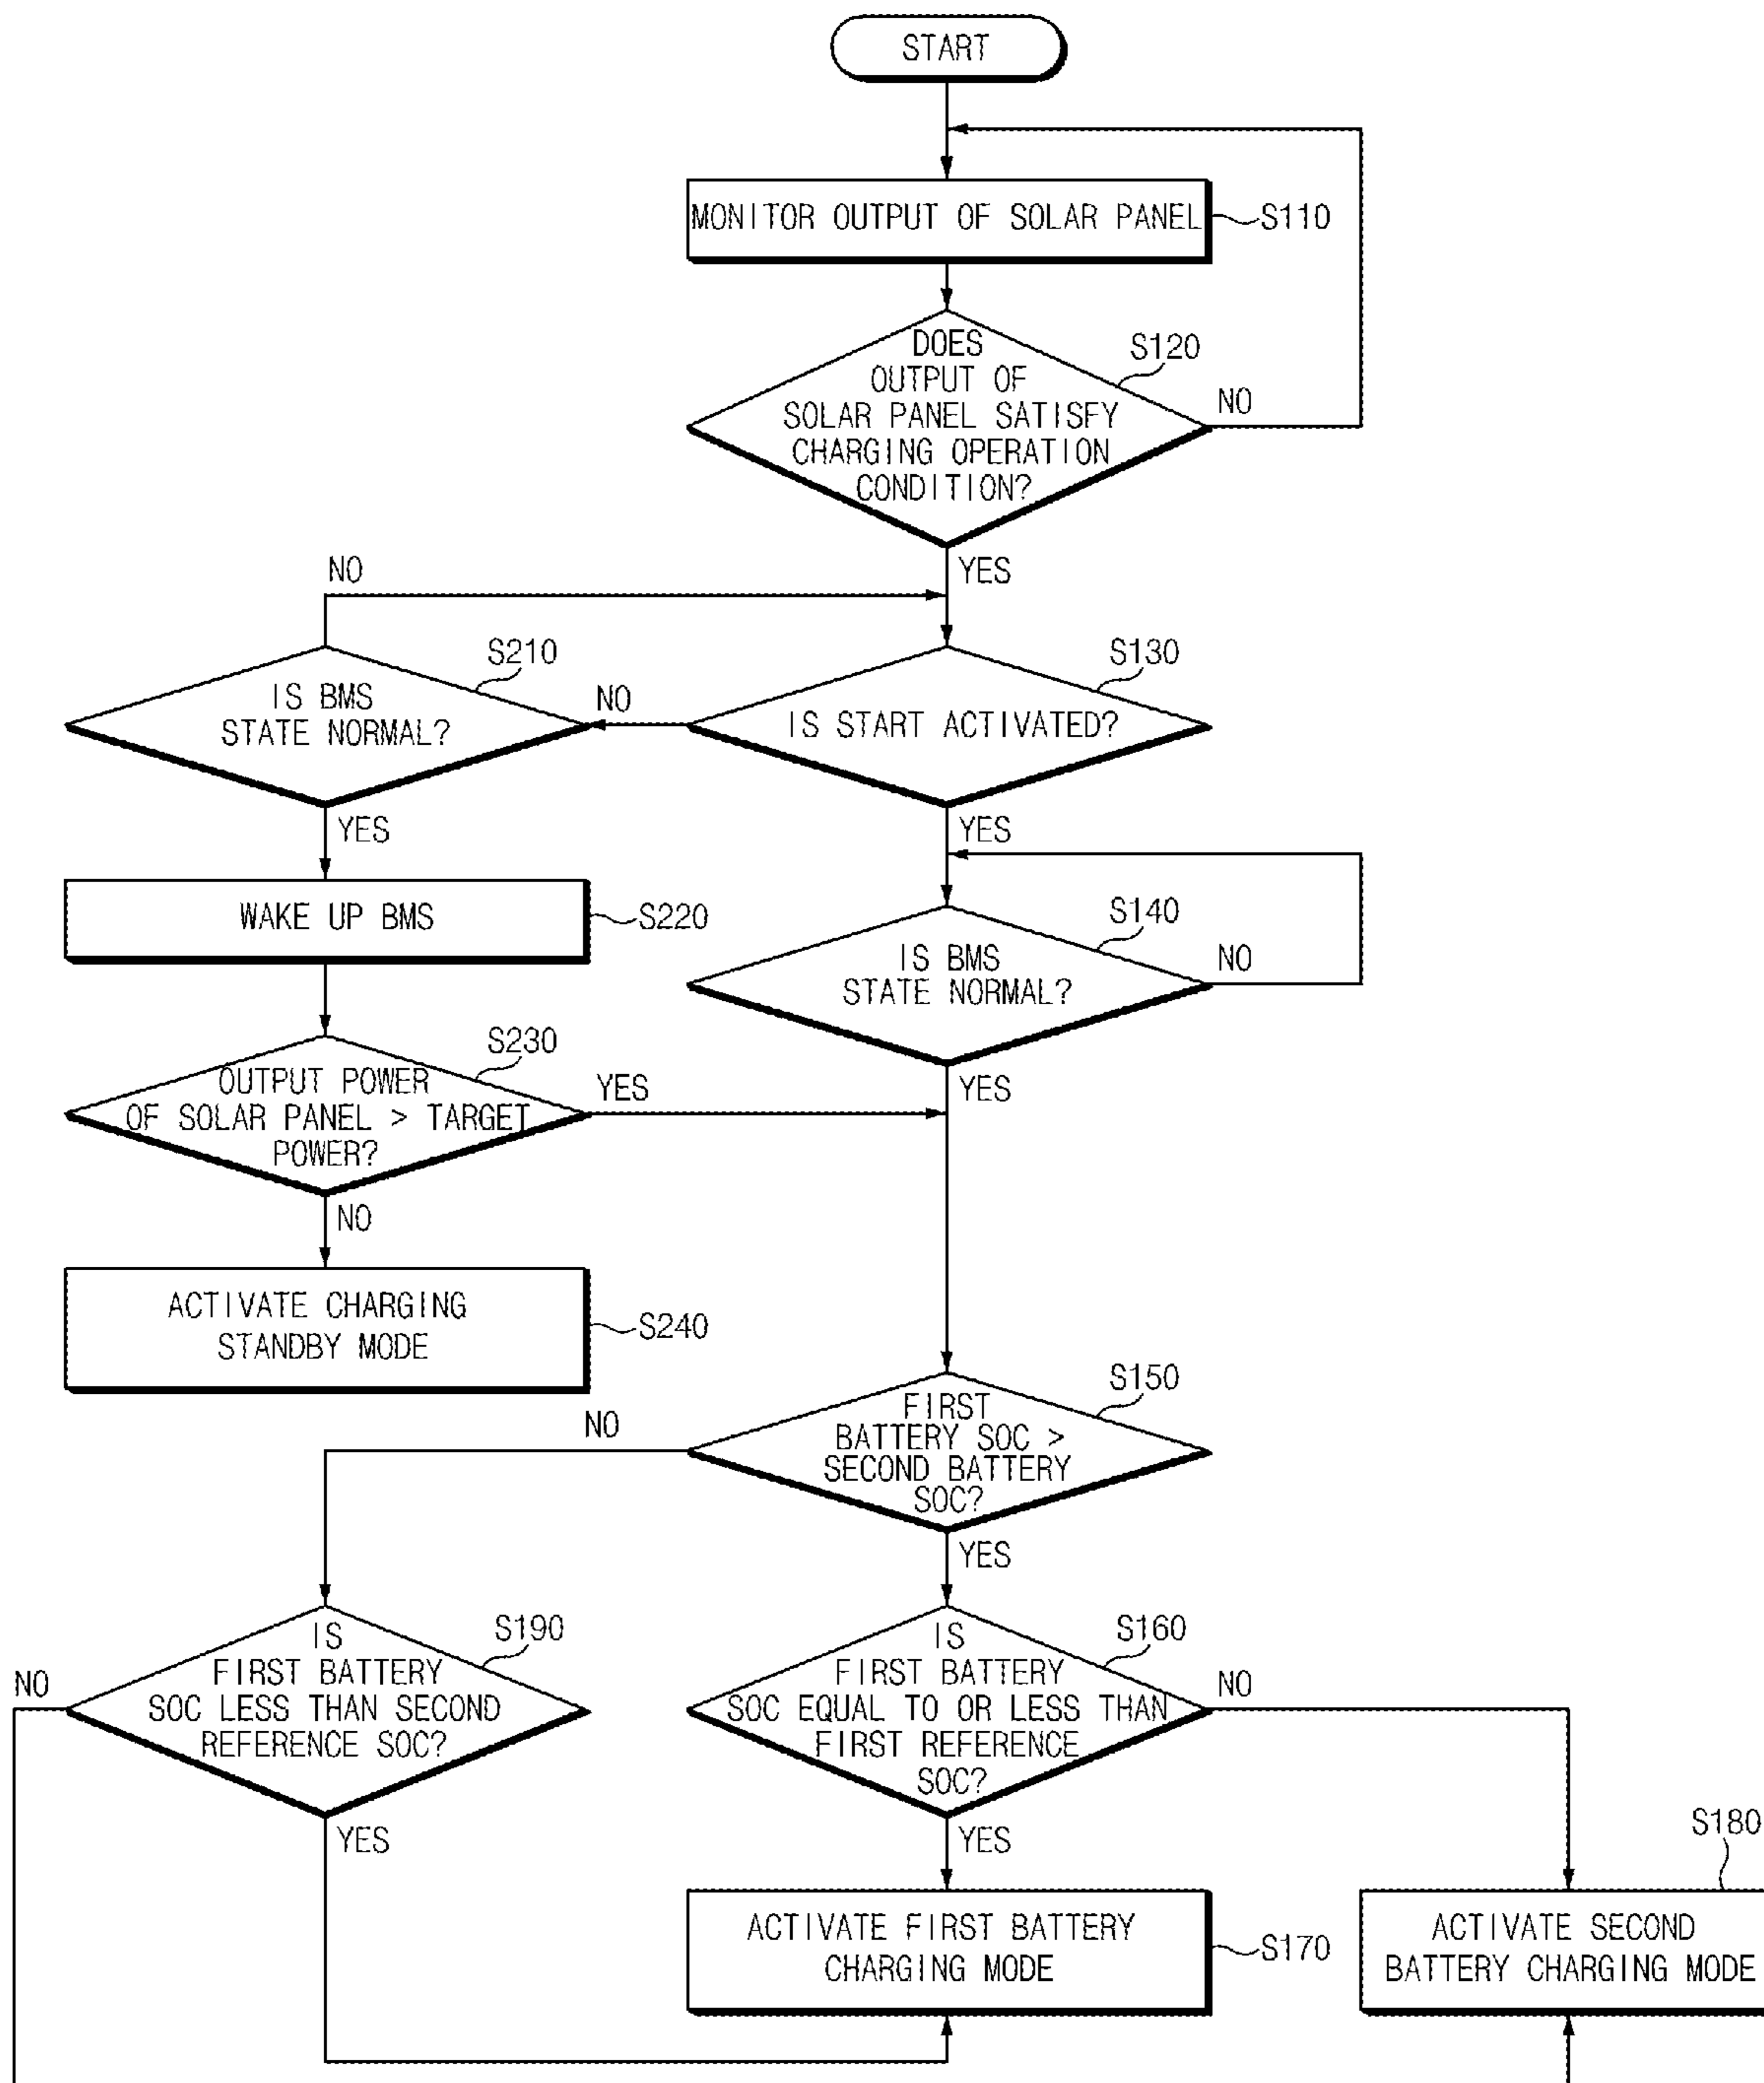 START
MONITOR OUTPUT OF SOLAR PANEL
S110
DOES
OUTPUT OF
SOLAR PANEL SATISFY
CHARGING OPERATION
CONDITION?
S120
NO
YES
NO
S210
IS BMS
STATE NORMAL?
NO
S130
IS START ACTIVATED?
YES
YES
WAKE UP BMS
S220
S140
IS BMS
STATE NORMAL?
NO
YES
S230
OUTPUT POWER
OF SOLAR PANEL > TARGET
POWER?
YES
NO
ACTIVATE CHARGING
STANDBY MODE
S240
S150
FIRST
BATTERY SOC >
SECOND BATTERY
SOC?
NO
YES
S190
IS
FIRST BATTERY
SOC LESS THAN SECOND
REFERENCE SOC?
NO
YES
S160
IS
FIRST BATTERY
SOC EQUAL TO OR LESS THAN
FIRST REFERENCE
SOC?
NO
YES
ACTIVATE FIRST BATTERY
CHARGING MODE
S170
S180
ACTIVATE SECOND
BATTERY CHARGING MODE